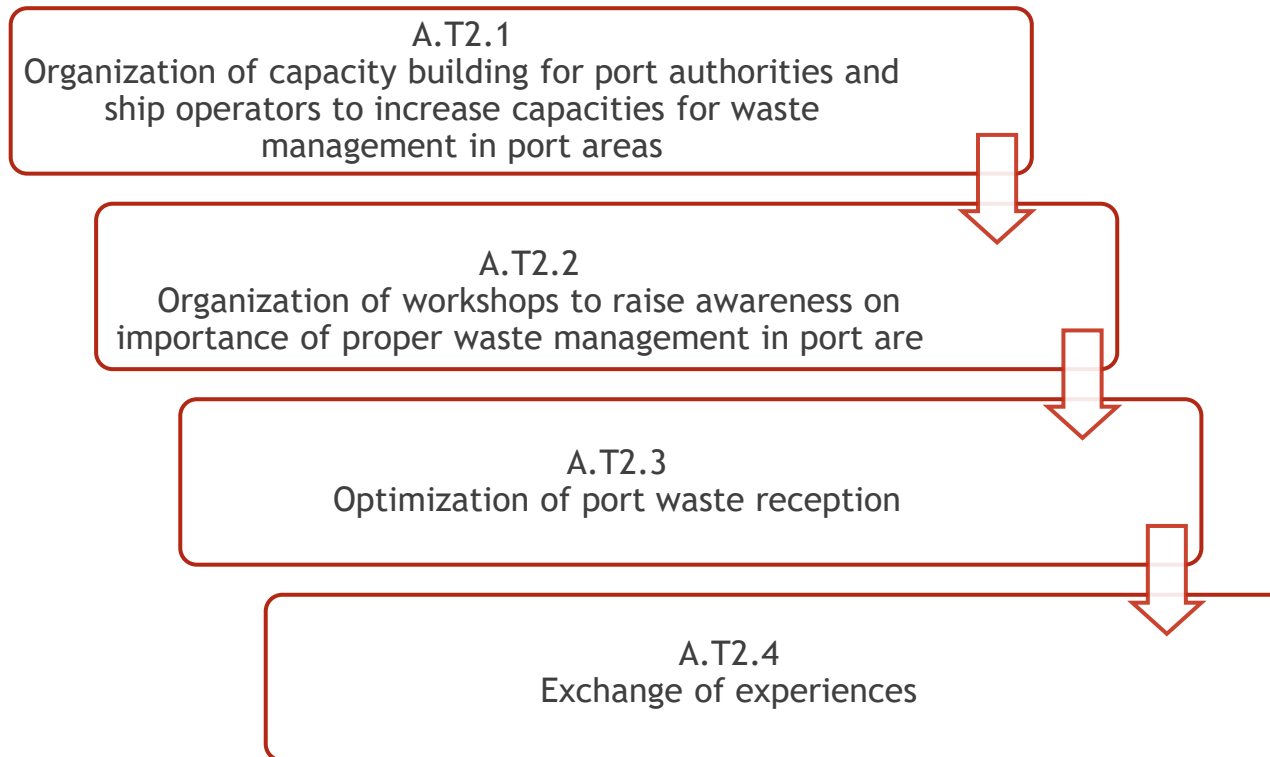 A.T2.1
Organization of capacity building for port authorities and
ship operators to increase capacities for waste
management in port areas
A.T2.2
Organization of workshops to raise awareness on
importance of proper waste management in port are
A.T2.3
Optimization of port waste reception
A.T2.4
Exchange of experiences